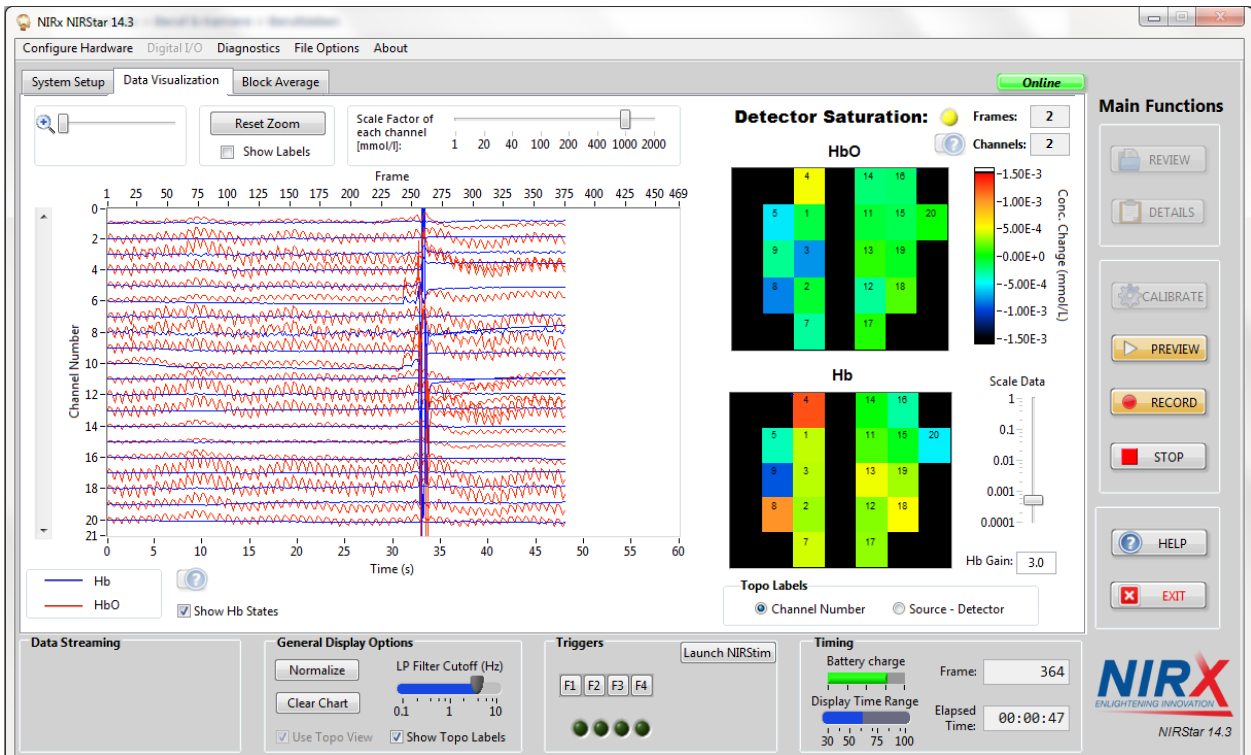 NIRx NIRStar 14.3
Configure Hardware Digital I/O Diagnostics File Options About
System Setup Data Visualization Block Average
Online
Reset Zoom
Show Labels
Scale Factor of
each channel
[mmol/l]:
1 20 40 100 200 400 1000 2000
Detector Saturation:
Frames: 2
Channels: 2
Frame
1 25 50 75 100 125 150 175 200 225 250 275 300 325 350 375 400 450 469
Channel Number
0
2
4
6
8
10
12
14
16
18
20
21
0 5 10 15 20 25 30 35 40 45 50 55 60
Time (s)
Hb
HbO
Show Hb States
HbO
4 14 16
5 1 11 15 20
9 3 13 19
8 2 12 18
7 17
1.50E-3
1.00E-3
5.00E-4
0.00E+0
-5.00E-4
-1.00E-3
-1.50E-3
Conc. Change (mmol/L)
Hb
4 14 16
5 1 11 15 20
9 3 13 19
8 2 12 18
7 17
Scale Data
1
0.1
0.01
0.001
0.0001
Hb Gain: 3.0
Topo Labels
Channel Number Source - Detector
Main Functions
REVIEW
DETAILS
CALIBRATE
PREVIEW
RECORD
STOP
HELP
EXIT
Data Streaming
General Display Options
Normalize
Clear Chart
LP Filter Cutoff (Hz)
0.1 1 10
Use Topo View Show Topo Labels
Triggers
Launch NIRStim
F1 F2 F3 F4
Timing
Battery charge
Display Time Range
30 50 75 100
Frame: 364
Elapsed
Time: 00:00:47
NIRX
ENLIGHTENING INNOVATION
NIRStar 14.3